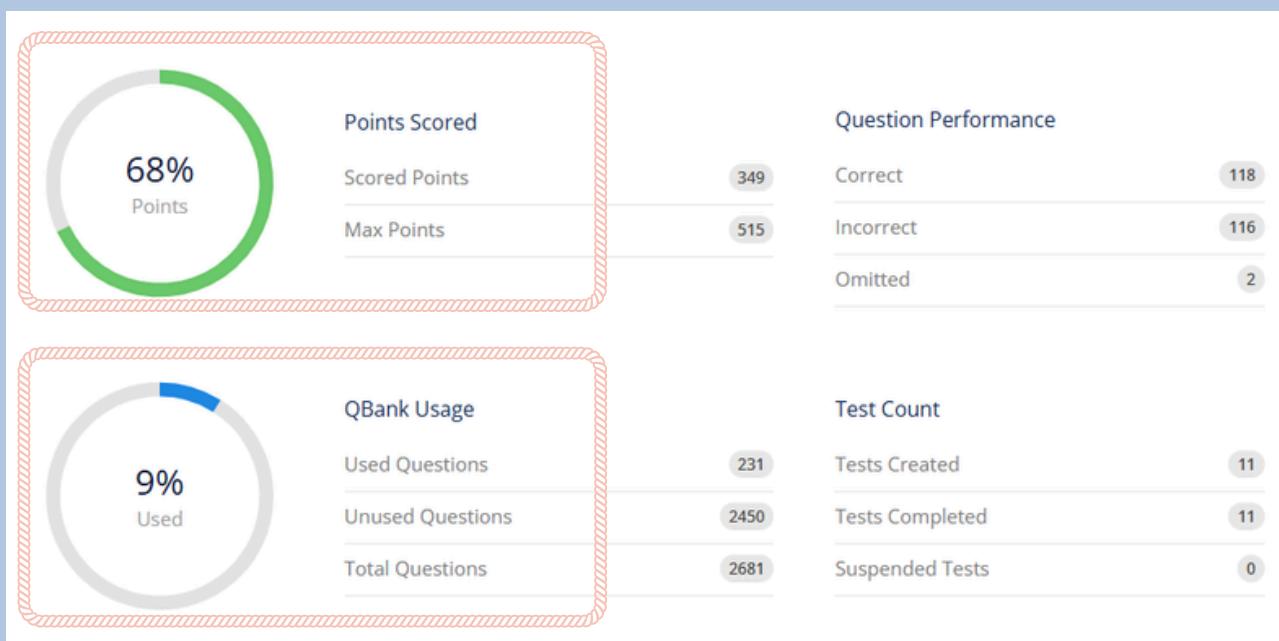 68%
Points
Points Scored
Scored Points 349
Max Points 515
Question Performance
Correct 118
Incorrect 116
Omitted 2
9%
Used
QBank Usage
Used Questions 231
Unused Questions 2450
Total Questions 2681
Test Count
Tests Created 11
Tests Completed 11
Suspended Tests 0